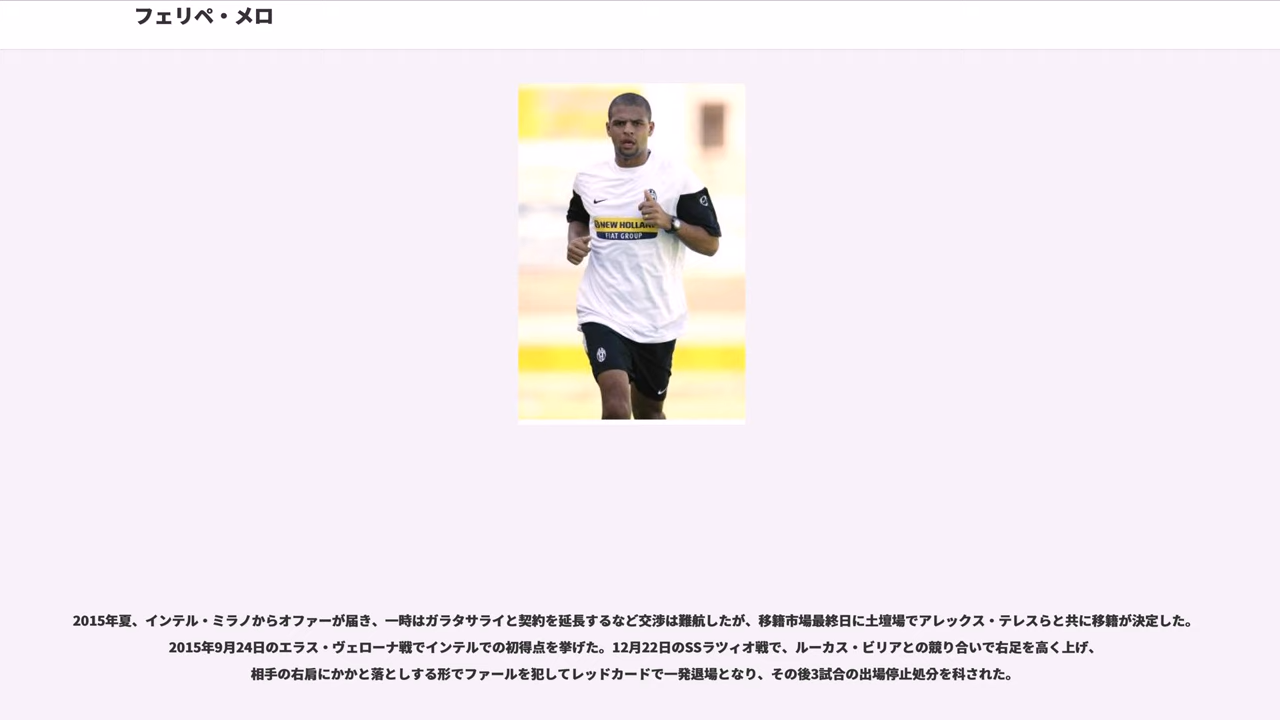 フェリペ・メロ
NEW HOLLAN
FIAT GROUP
2015年夏、インテル・ミラノからオファーが届き、一時はガラタサライと契約を延長するなど交渉は難航したが、移籍市場最終日に土壇場でアレックス・テレスらと共に移籍が決定した。
2015年9月24日のエラス・ヴェローナ戦でインテルでの初得点を挙げた。12月22日のSSラツィオ戦で、ルーカス・ビリアとの競り合いで右足を高く上げ、
相手の右肩にかかと落としする形でファールを犯してレッドカードで一発退場となり、その後3試合の出場停止処分を科された。